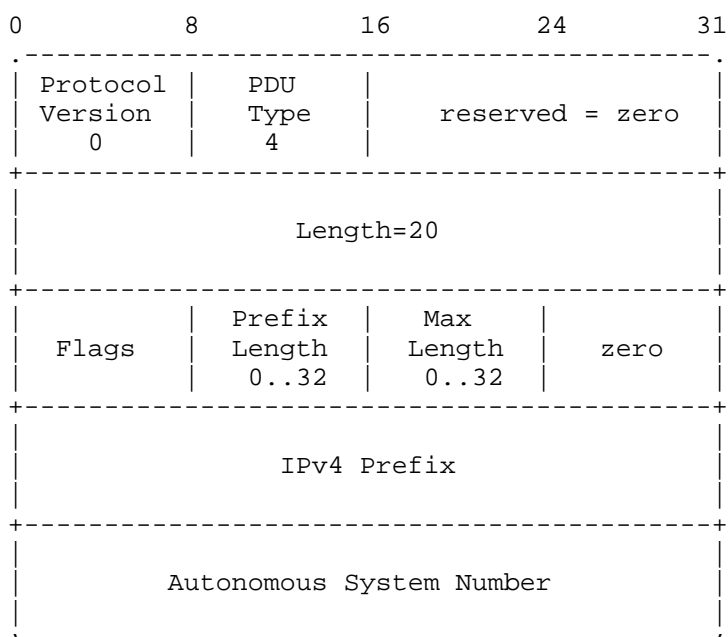 0 8 16 24 31
Protocol PDU
Version Type reserved = zero
0 4
Length=20
Prefix Max
Flags Length Length zero
0..32 0..32
IPv4 Prefix
Autonomous System Number